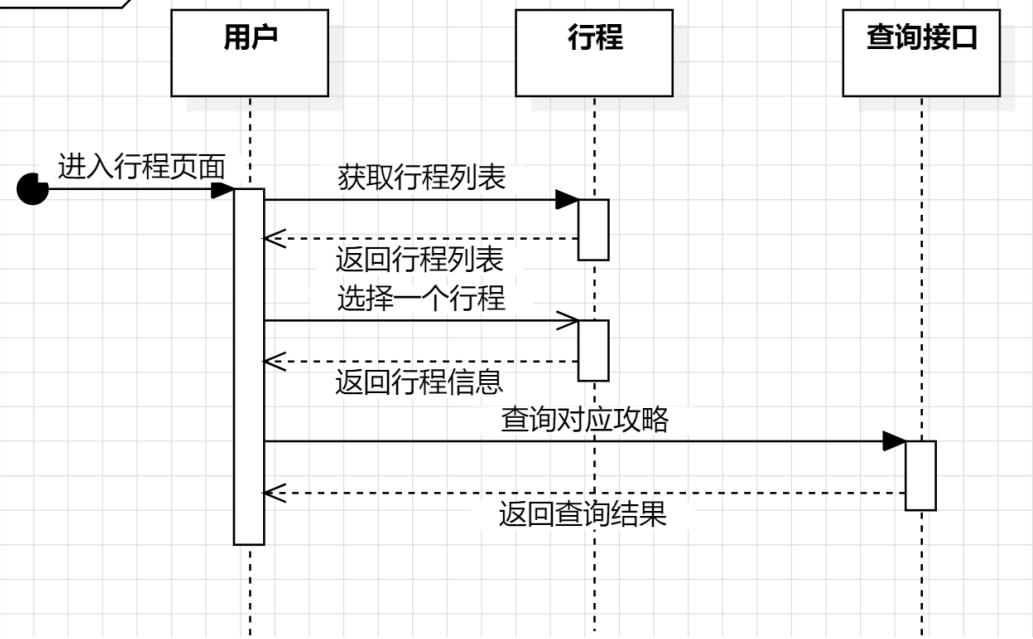 用户
行程
查询接口
进入行程页面
获取行程列表
返回行程列表
选择一个行程
返回行程信息
查询对应攻略
返回查询结果